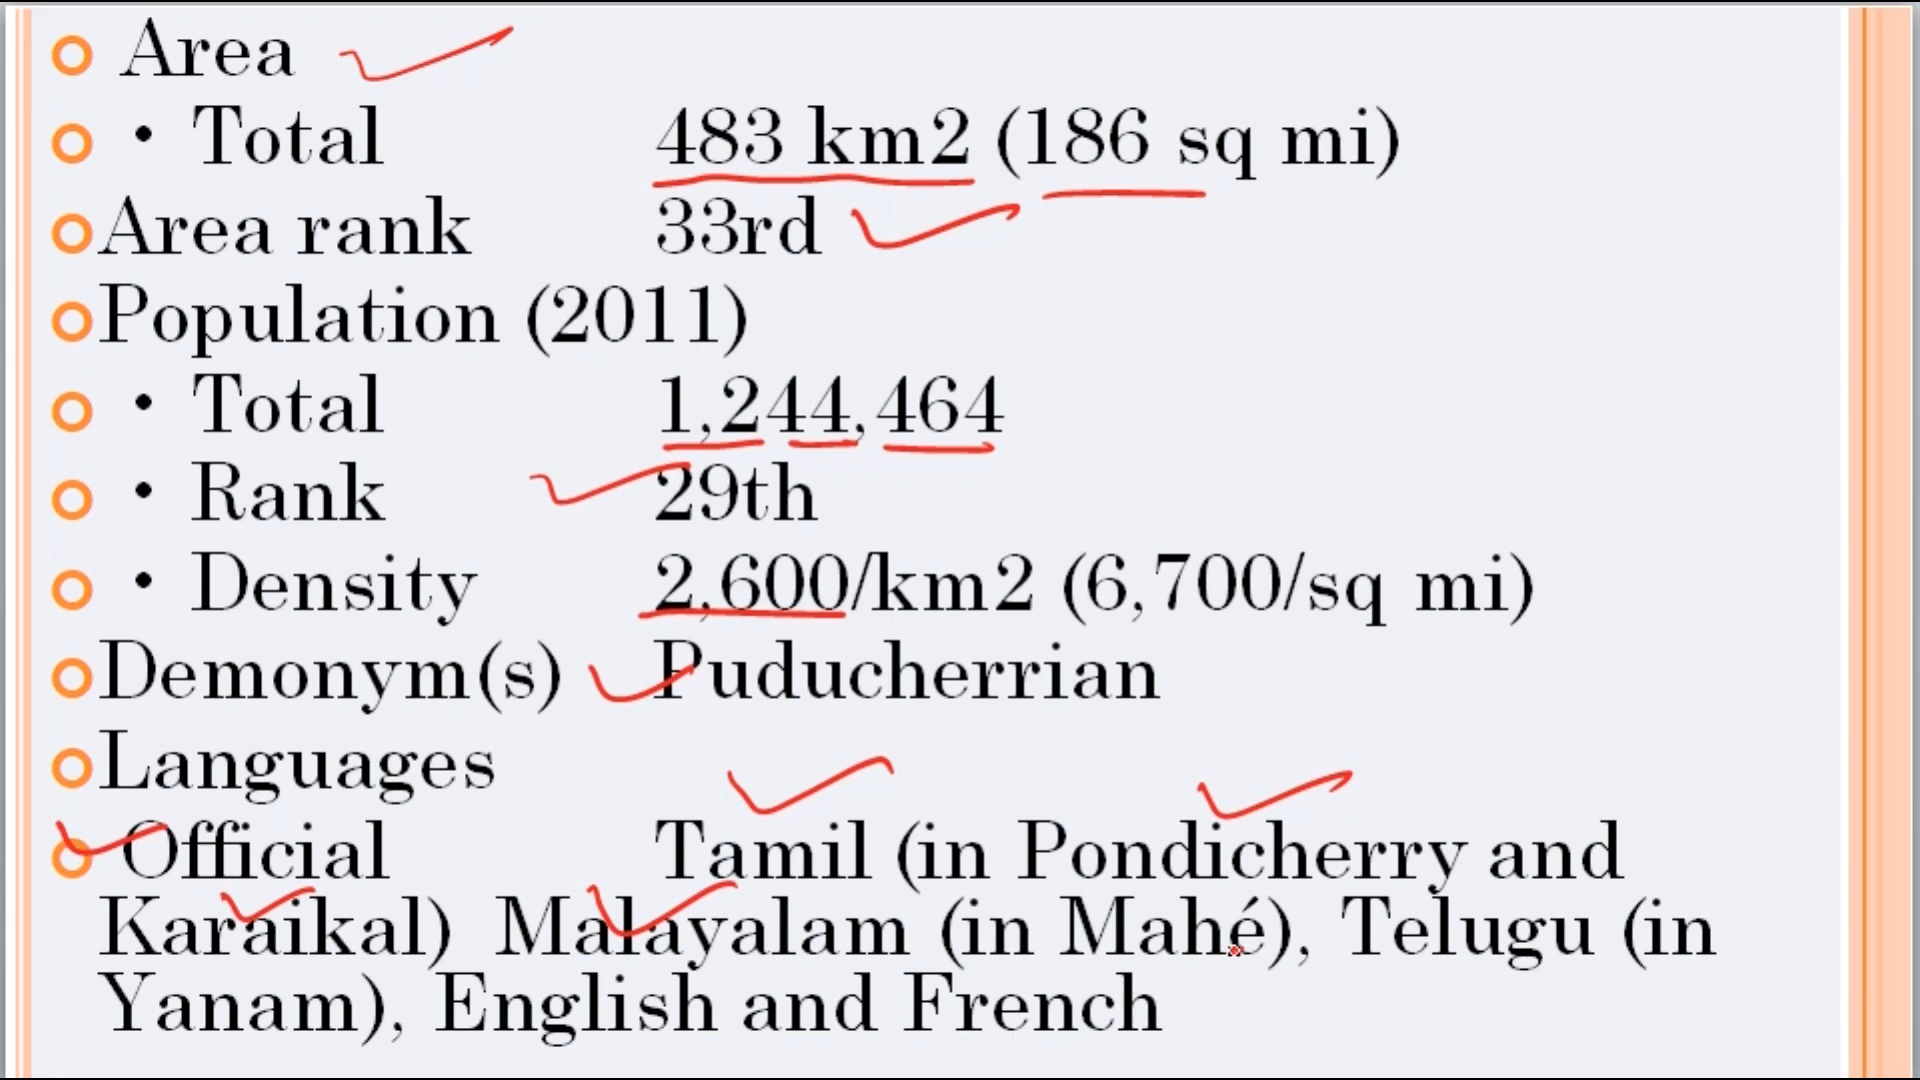 Area
• Total 483 km2 (186 sq mi)
Area rank 33rd
Population (2011)
• Total 1,244,464
• Rank 29th
• Density 2,600/km2 (6,700/sq mi)
Demonym(s) Puducherrian
Languages
Official Tamil (in Pondicherry and
Karaikal) Malayalam (in Mahé), Telugu (in
Yanam), English and French